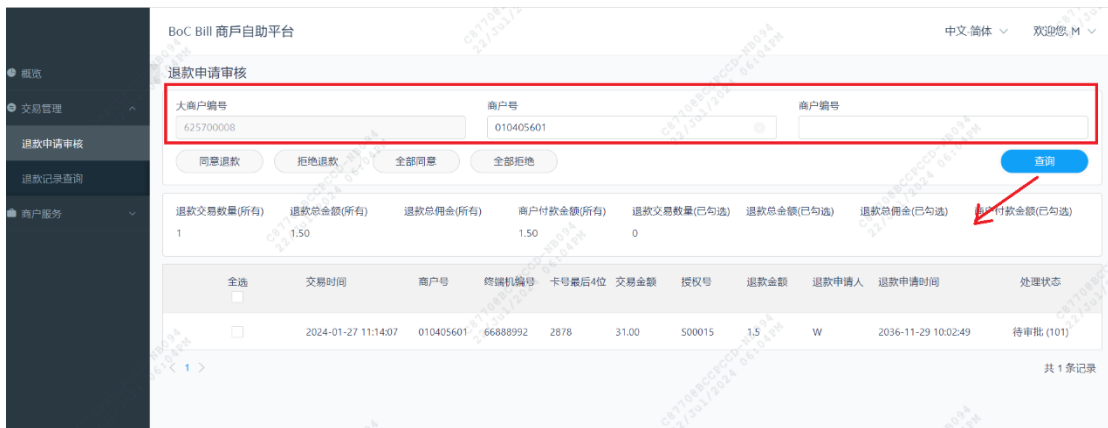 BoC Bill 商戶自助平台
中文-简体
欢迎您, M
概览
交易管理
退款申请审核
退款记录查询
商户服务
退款申请审核
大商户编号 商户号 商户编号
625700008 010405601
同意退款 拒绝退款 全部同意 全部拒绝 查询
退款交易数量(所有) 退款总金额(所有) 退款总佣金(所有) 商户付款金额(所有) 退款交易数量(已勾选) 退款总金额(已勾选) 退款总佣金(已勾选) 商户付款金额(已勾选)
1 1.50 1.50 0
全选 交易时间 商户号 终端机编号 卡号最后4位 交易金额 授权号 退款金额 退款申请人 退款申请时间 处理状态
2024-01-27 11:14:07 010405601 66888992 2878 31.00 S00015 1.5 W 2036-11-29 10:02:49 待审批 (101)
< 1 > 共 1 条记录